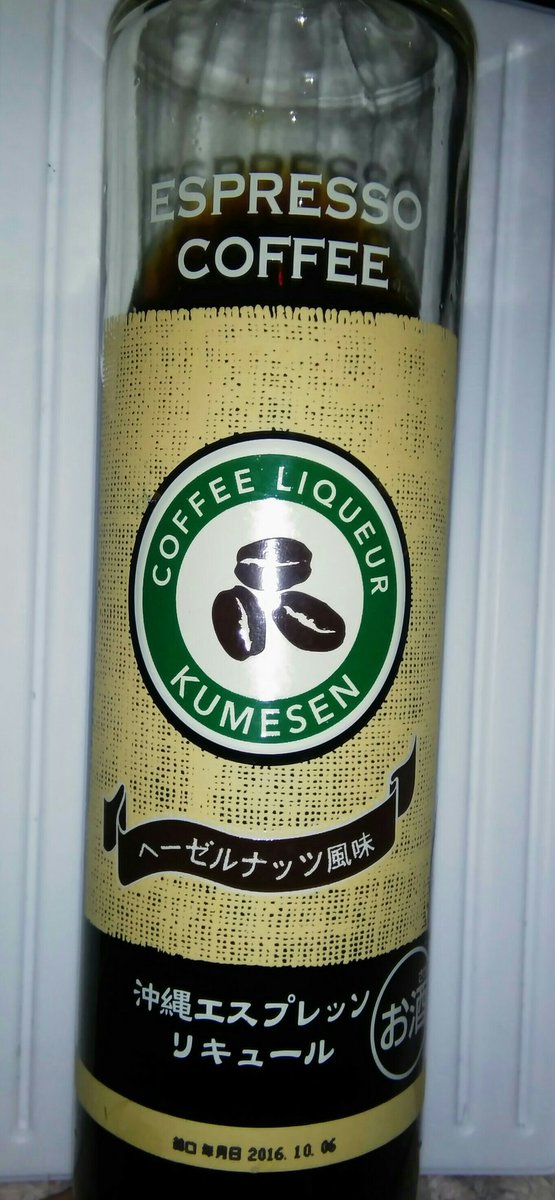 ESPRESSO
COFFEE
COFFEE LIQUEUR
KUMESEN
ヘーゼルナッツ風味
沖縄エスプレッソ
リキュール
お酒
年月日 2016.10.06